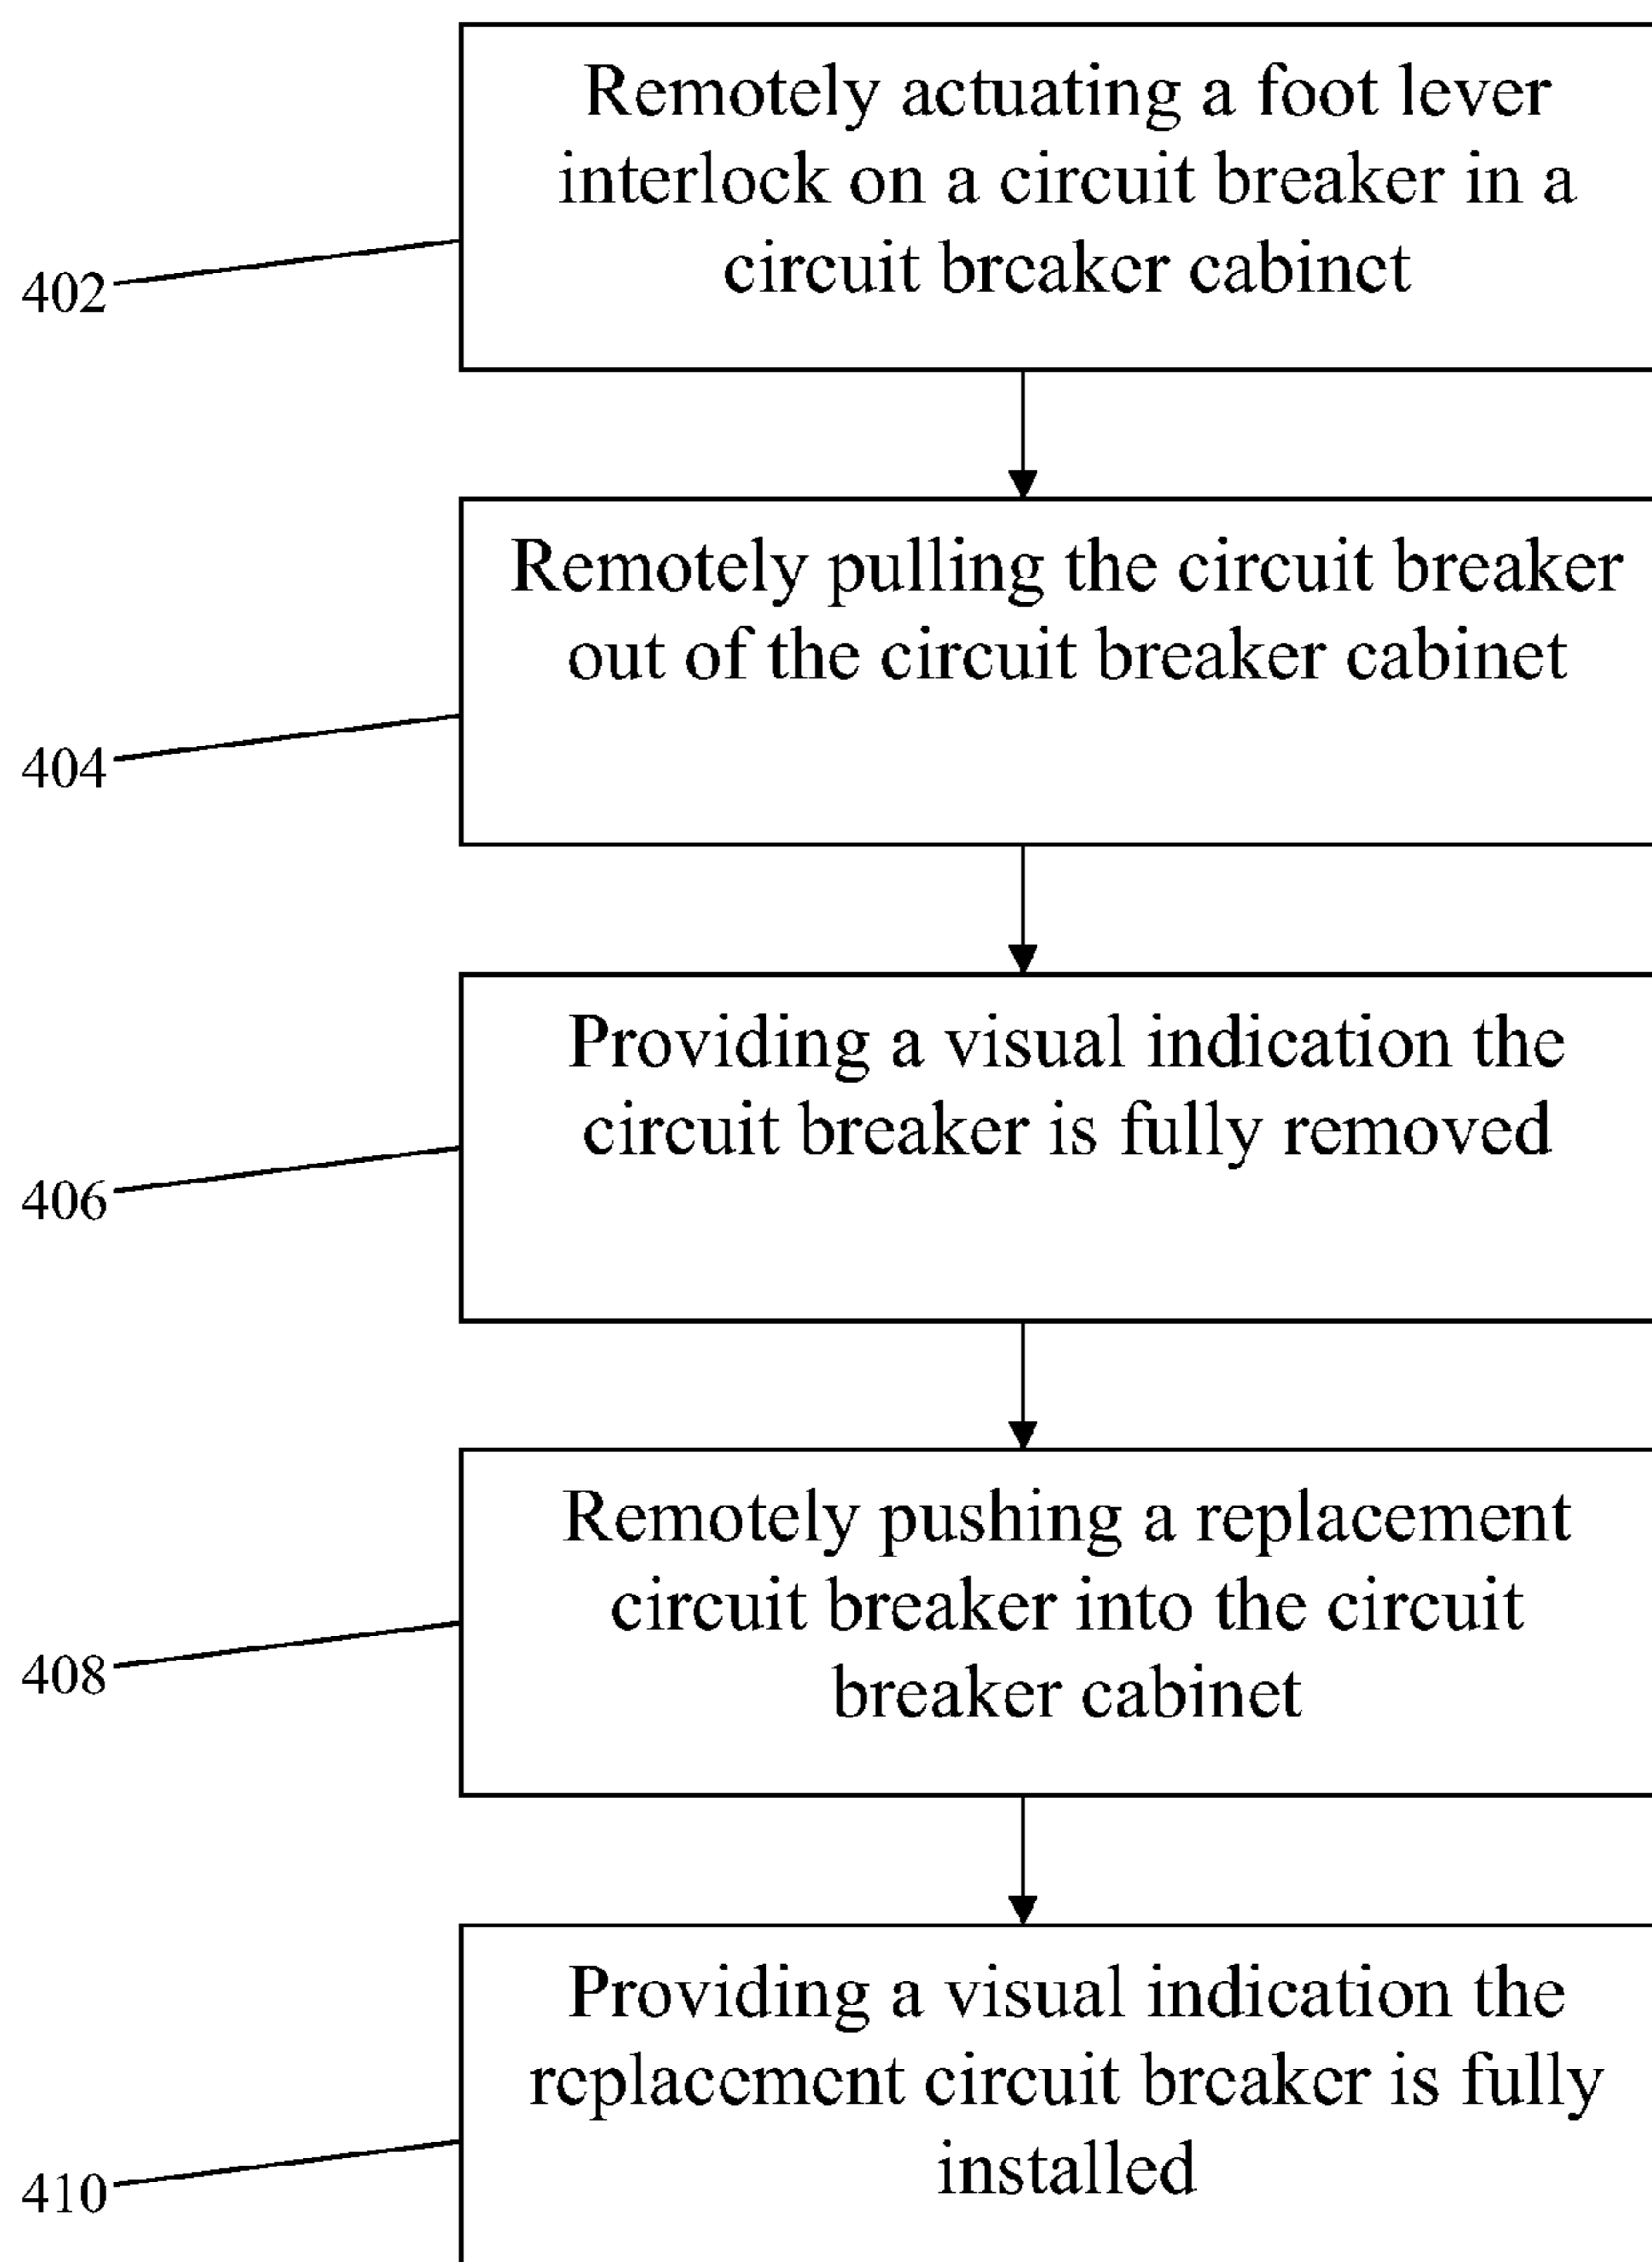 Remotely actuating a foot lever
interlock on a circuit breaker in a
circuit breaker cabinet
402
Remotely pulling the circuit breaker
out of the circuit breaker cabinet
404
Providing a visual indication the
circuit breaker is fully removed
406
Remotely pushing a replacement
circuit breaker into the circuit
breaker cabinet
408
Providing a visual indication the
replacement circuit breaker is fully
installed
410